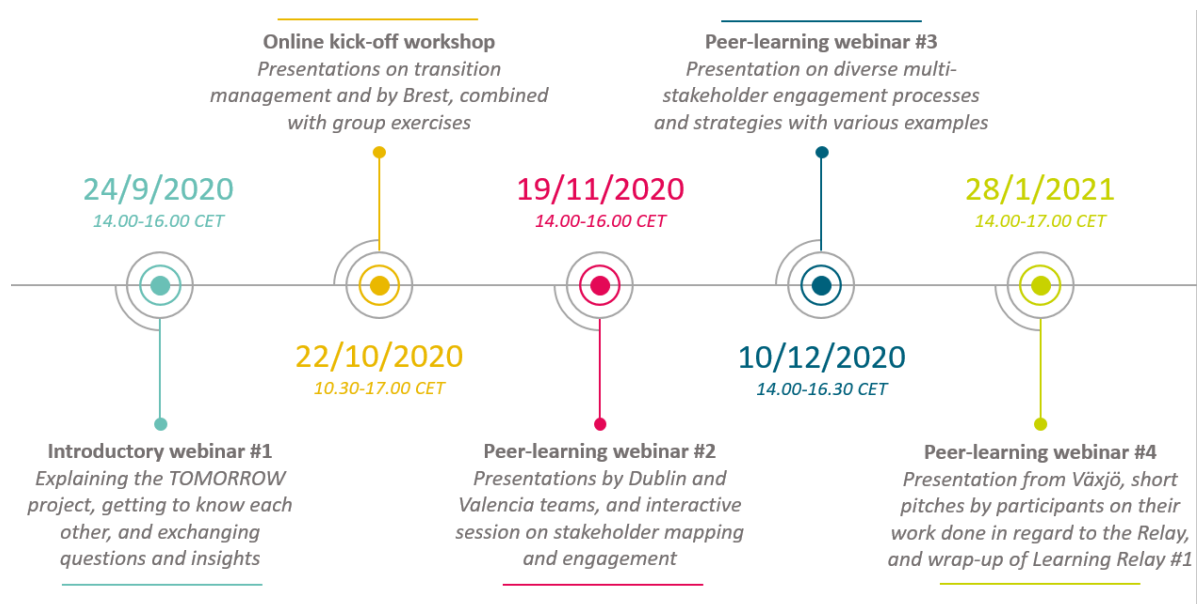 Online kick-off workshop
Presentations on transition
management and by Brest, combined
with group exercises
Peer-learning webinar #3
Presentation on diverse multi-
stakeholder engagement processes
and strategies with various examples
24/9/2020
14.00-16.00 CET
19/11/2020
14.00-16.00 CET
28/1/2021
14.00-17.00 CET
22/10/2020
10.30-17.00 CET
10/12/2020
14.00-16.30 CET
Introductory webinar #1
Explaining the TOMORROW
project, getting to know each
other, and exchanging
questions and insights
Peer-learning webinar #2
Presentations by Dublin and
Valencia teams, and interactive
session on stakeholder mapping
and engagement
Peer-learning webinar #4
Presentation from Växjö, short
pitches by participants on their
work done in regard to the Relay,
and wrap-up of Learning Relay #1